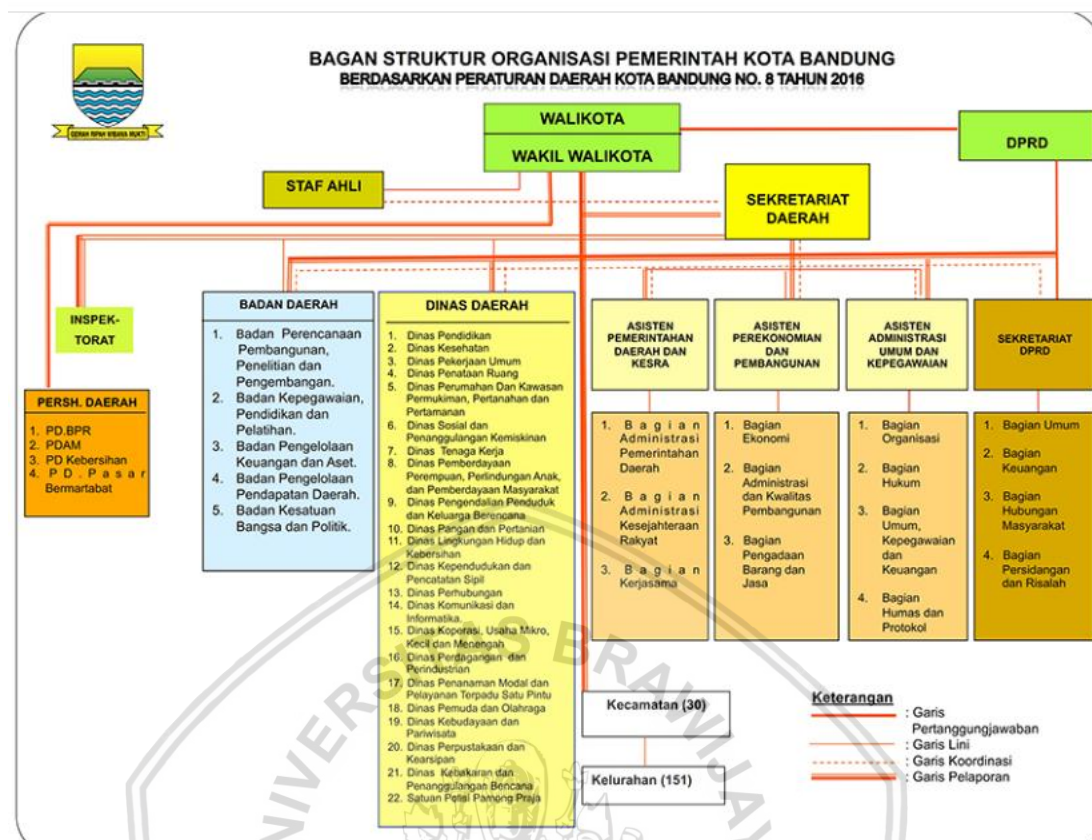 BAGAN STRUKTUR ORGANISASI PEMERINTAH KOTA BANDUNG
BERDASARKAN PERATURAN DAERAH KOTA BANDUNG NO. 8 TAHUN 2016
GEMAH RIPAH WIBAWA MUKTI
WALIKOTA
WAKIL WALIKOTA
DPRD
STAF AHLI
SEKRETARIAT
DAERAH
INSPEK-
TORAT
PERSH. DAERAH
1. PD.BPR
2. PDAM
3. PD Kebersihan
4. PD. Pasar
Bermartabat
BADAN DAERAH
1. Badan Perencanaan
Pembangunan,
Penelitian dan
Pengembangan.
2. Badan Kepegawaian,
Pendidikan dan
Pelatihan.
3. Badan Pengelolaan
Keuangan dan Aset.
4. Badan Pengelolaan
Pendapatan Daerah.
5. Badan Kesatuan
Bangsa dan Politik.
DINAS DAERAH
1. Dinas Pendidikan
2. Dinas Kesehatan
3. Dinas Pekerjaan Umum
4. Dinas Penataan Ruang
5. Dinas Perumahan Dan Kawasan
Permukiman, Pertanahan dan
Pertamanan
6. Dinas Sosial dan
Penanggulangan Kemiskinan
7. Dinas Tenaga Kerja
8. Dinas Pemberdayaan
Perempuan, Perlindungan Anak,
dan Pemberdayaan Masyarakat
9. Dinas Pengendalian Penduduk
dan Keluarga Berencana
10. Dinas Pangan dan Pertanian
11. Dinas Lingkungan Hidup dan
Kebersihan
12. Dinas Kependudukan dan
Pencatatan Sipil
13. Dinas Perhubungan
14. Dinas Komunikasi dan
Informatika.
15. Dinas Koperasi, Usaha Mikro,
Kecil dan Menengah
16. Dinas Perdagangan dan
Perindustrian
17. Dinas Penanaman Modal dan
Pelayanan Terpadu Satu Pintu
18. Dinas Pemuda dan Olahraga
19. Dinas Kebudayaan dan
Pariwisata
20. Dinas Perpustakaan dan
Kearsipan
21. Dinas Kebakaran dan
Penanggulangan Bencana
22. Satuan Polisi Pamong Praja
ASISTEN
PEMERINTAHAN
DAERAH DAN
KESRA
1. Bagian
Administrasi
Pemerintahan
Daerah
2. Bagian
Administrasi
Kesejahteraan
Rakyat
3. Bagian
Kerjasama
ASISTEN
PEREKONOMIAN
DAN
PEMBANGUNAN
1. Bagian
Ekonomi
2. Bagian
Administrasi
dan Kwalitas
Pembangunan
3. Bagian
Pengadaan
Barang dan
Jasa
ASISTEN
ADMINISTRASI
UMUM DAN
KEPEGAWAIAN
1. Bagian
Organisasi
2. Bagian
Hukum
3. Bagian
Umum,
Kepegawaian
dan
Keuangan
4. Bagian
Humas dan
Protokol
SEKRETARIAT
DPRD
1. Bagian Umum
2. Bagian
Keuangan
3. Bagian
Hubungan
Masyarakat
4. Bagian
Persidangan
dan Risalah
Kecamatan (30)
Kelurahan (151)
Keterangan
: Garis
Pertanggungjawaban
: Garis Lini
: Garis Koordinasi
: Garis Pelaporan
UNIVERSITAS BRAWIJAYA